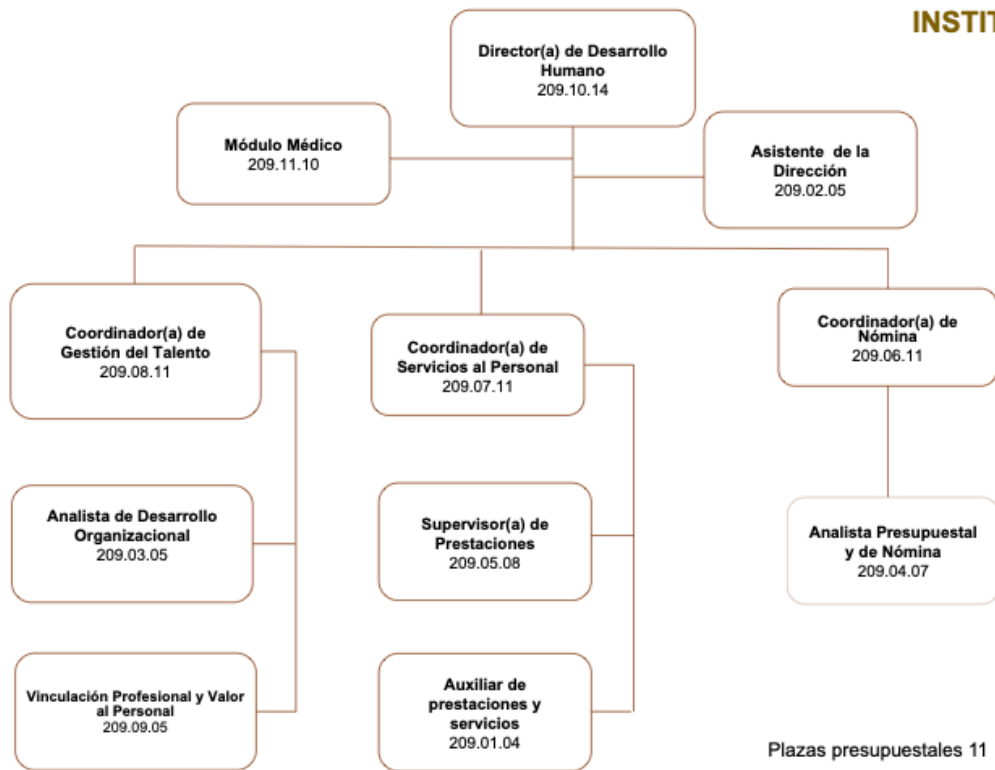 INSTIT
Director(a) de Desarrollo
Humano
209.10.14
Módulo Médico
209.11.10
Asistente de la
Dirección
209.02.05
Coordinador(a) de
Gestión del Talento
209.08.11
Coordinador(a) de
Servicios al Personal
209.07.11
Coordinador(a) de
Nómina
209.06.11
Analista de Desarrollo
Organizacional
209.03.05
Supervisor(a) de
Prestaciones
209.05.08
Analista Presupuestal
y de Nómina
209.04.07
Vinculación Profesional y Valor
al Personal
209.09.05
Auxiliar de
prestaciones y
servicios
209.01.04
Plazas presupuestales 11